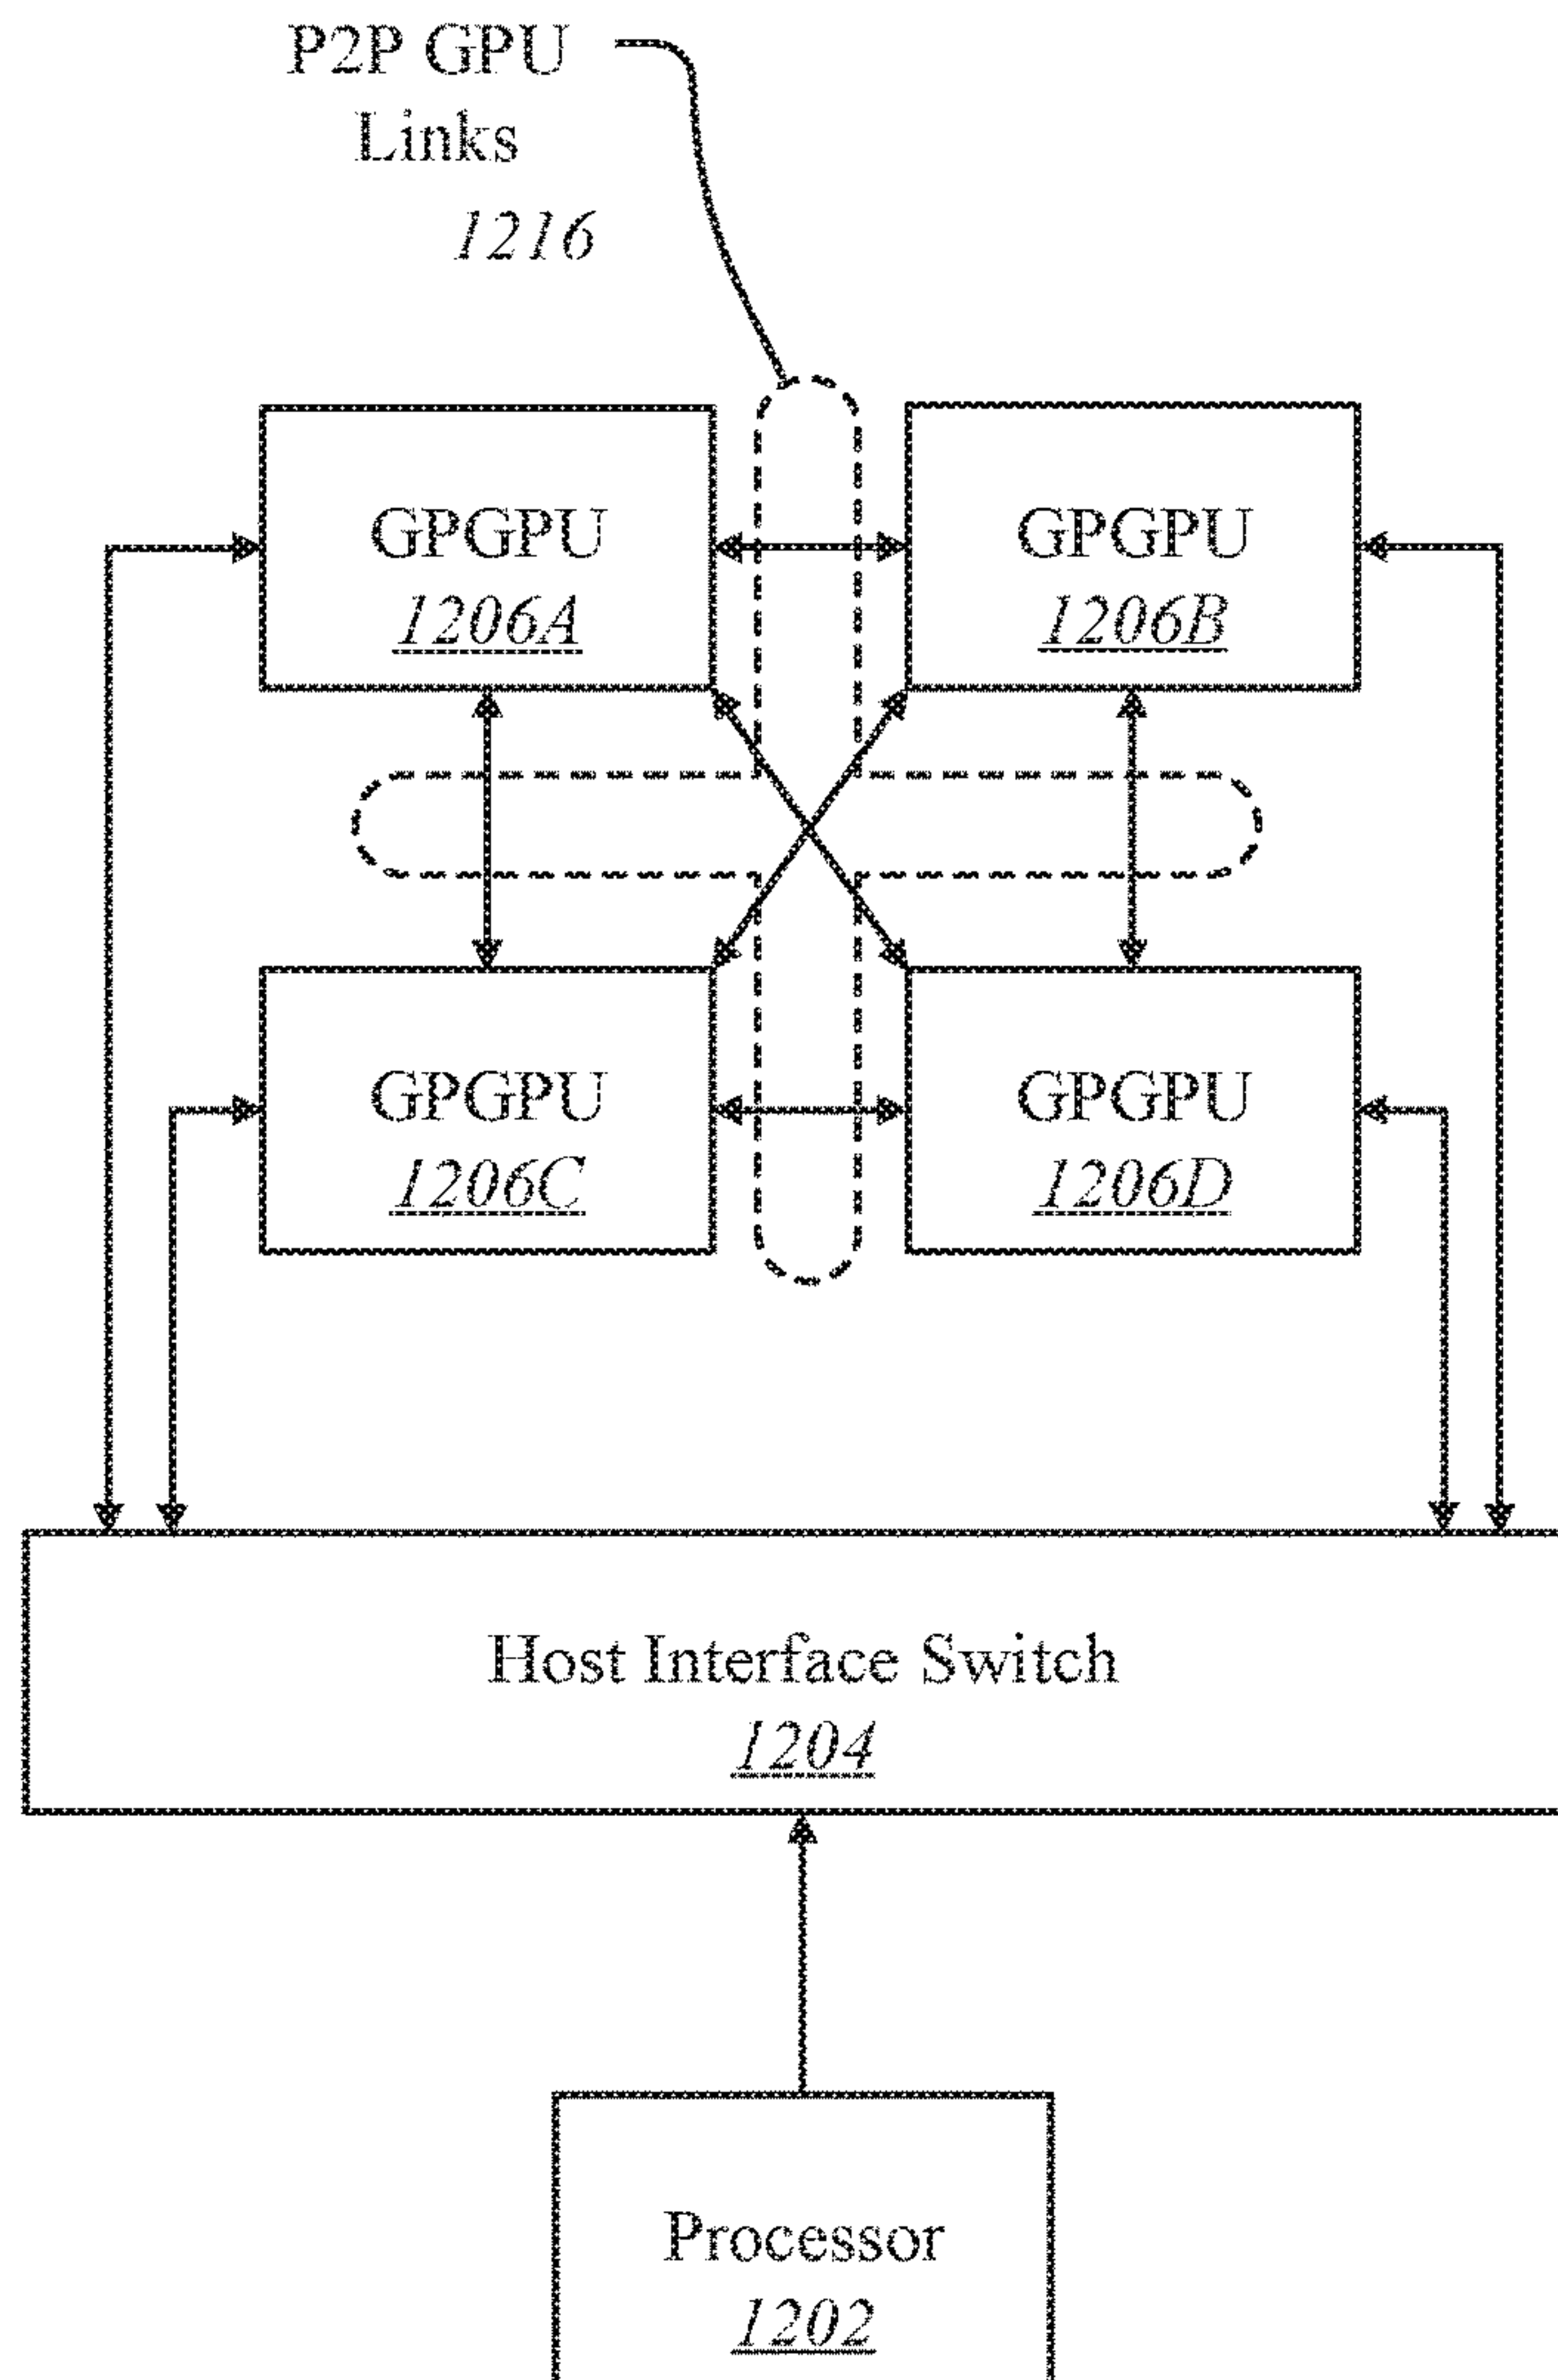 P2P GPU
Links
1216
GPGPU
1206A
GPGPU
1206B
GPGPU
1206C
GPGPU
1206D
Host Interface Switch
1204
Processor
1202